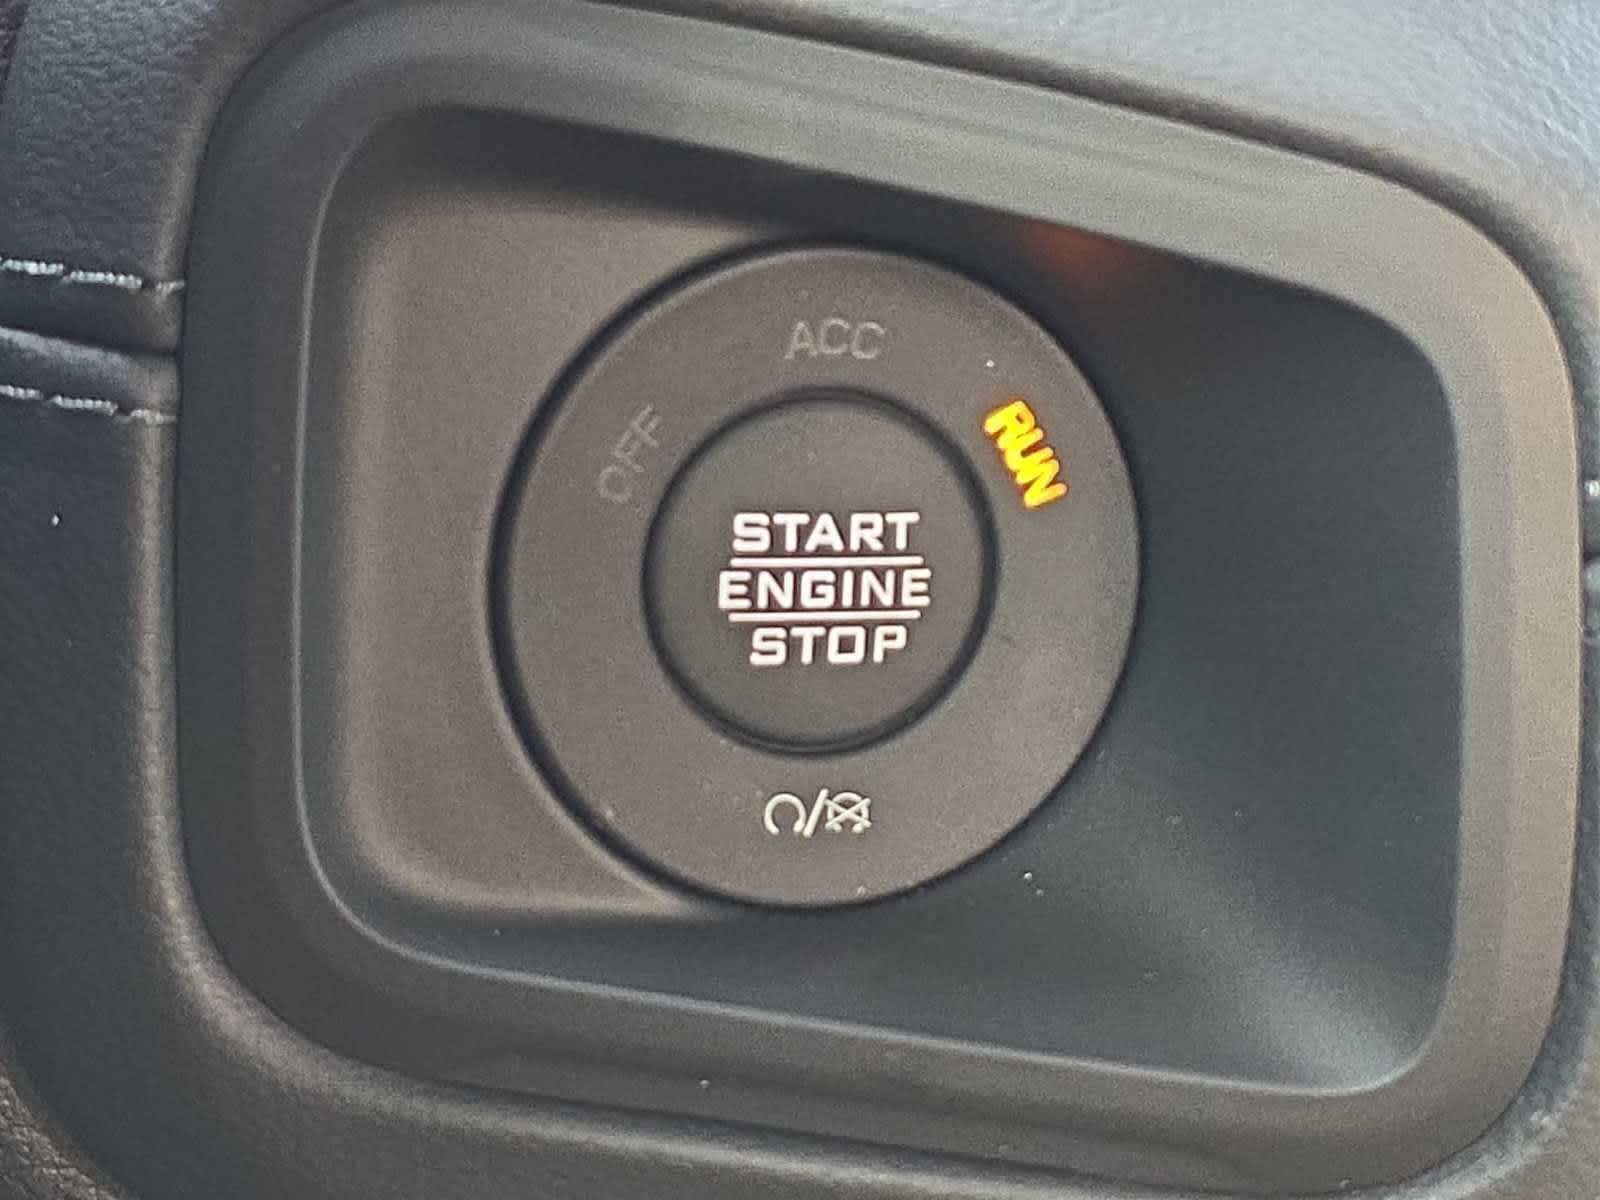 ACC
OFF
RUN
START
ENGINE
STOP